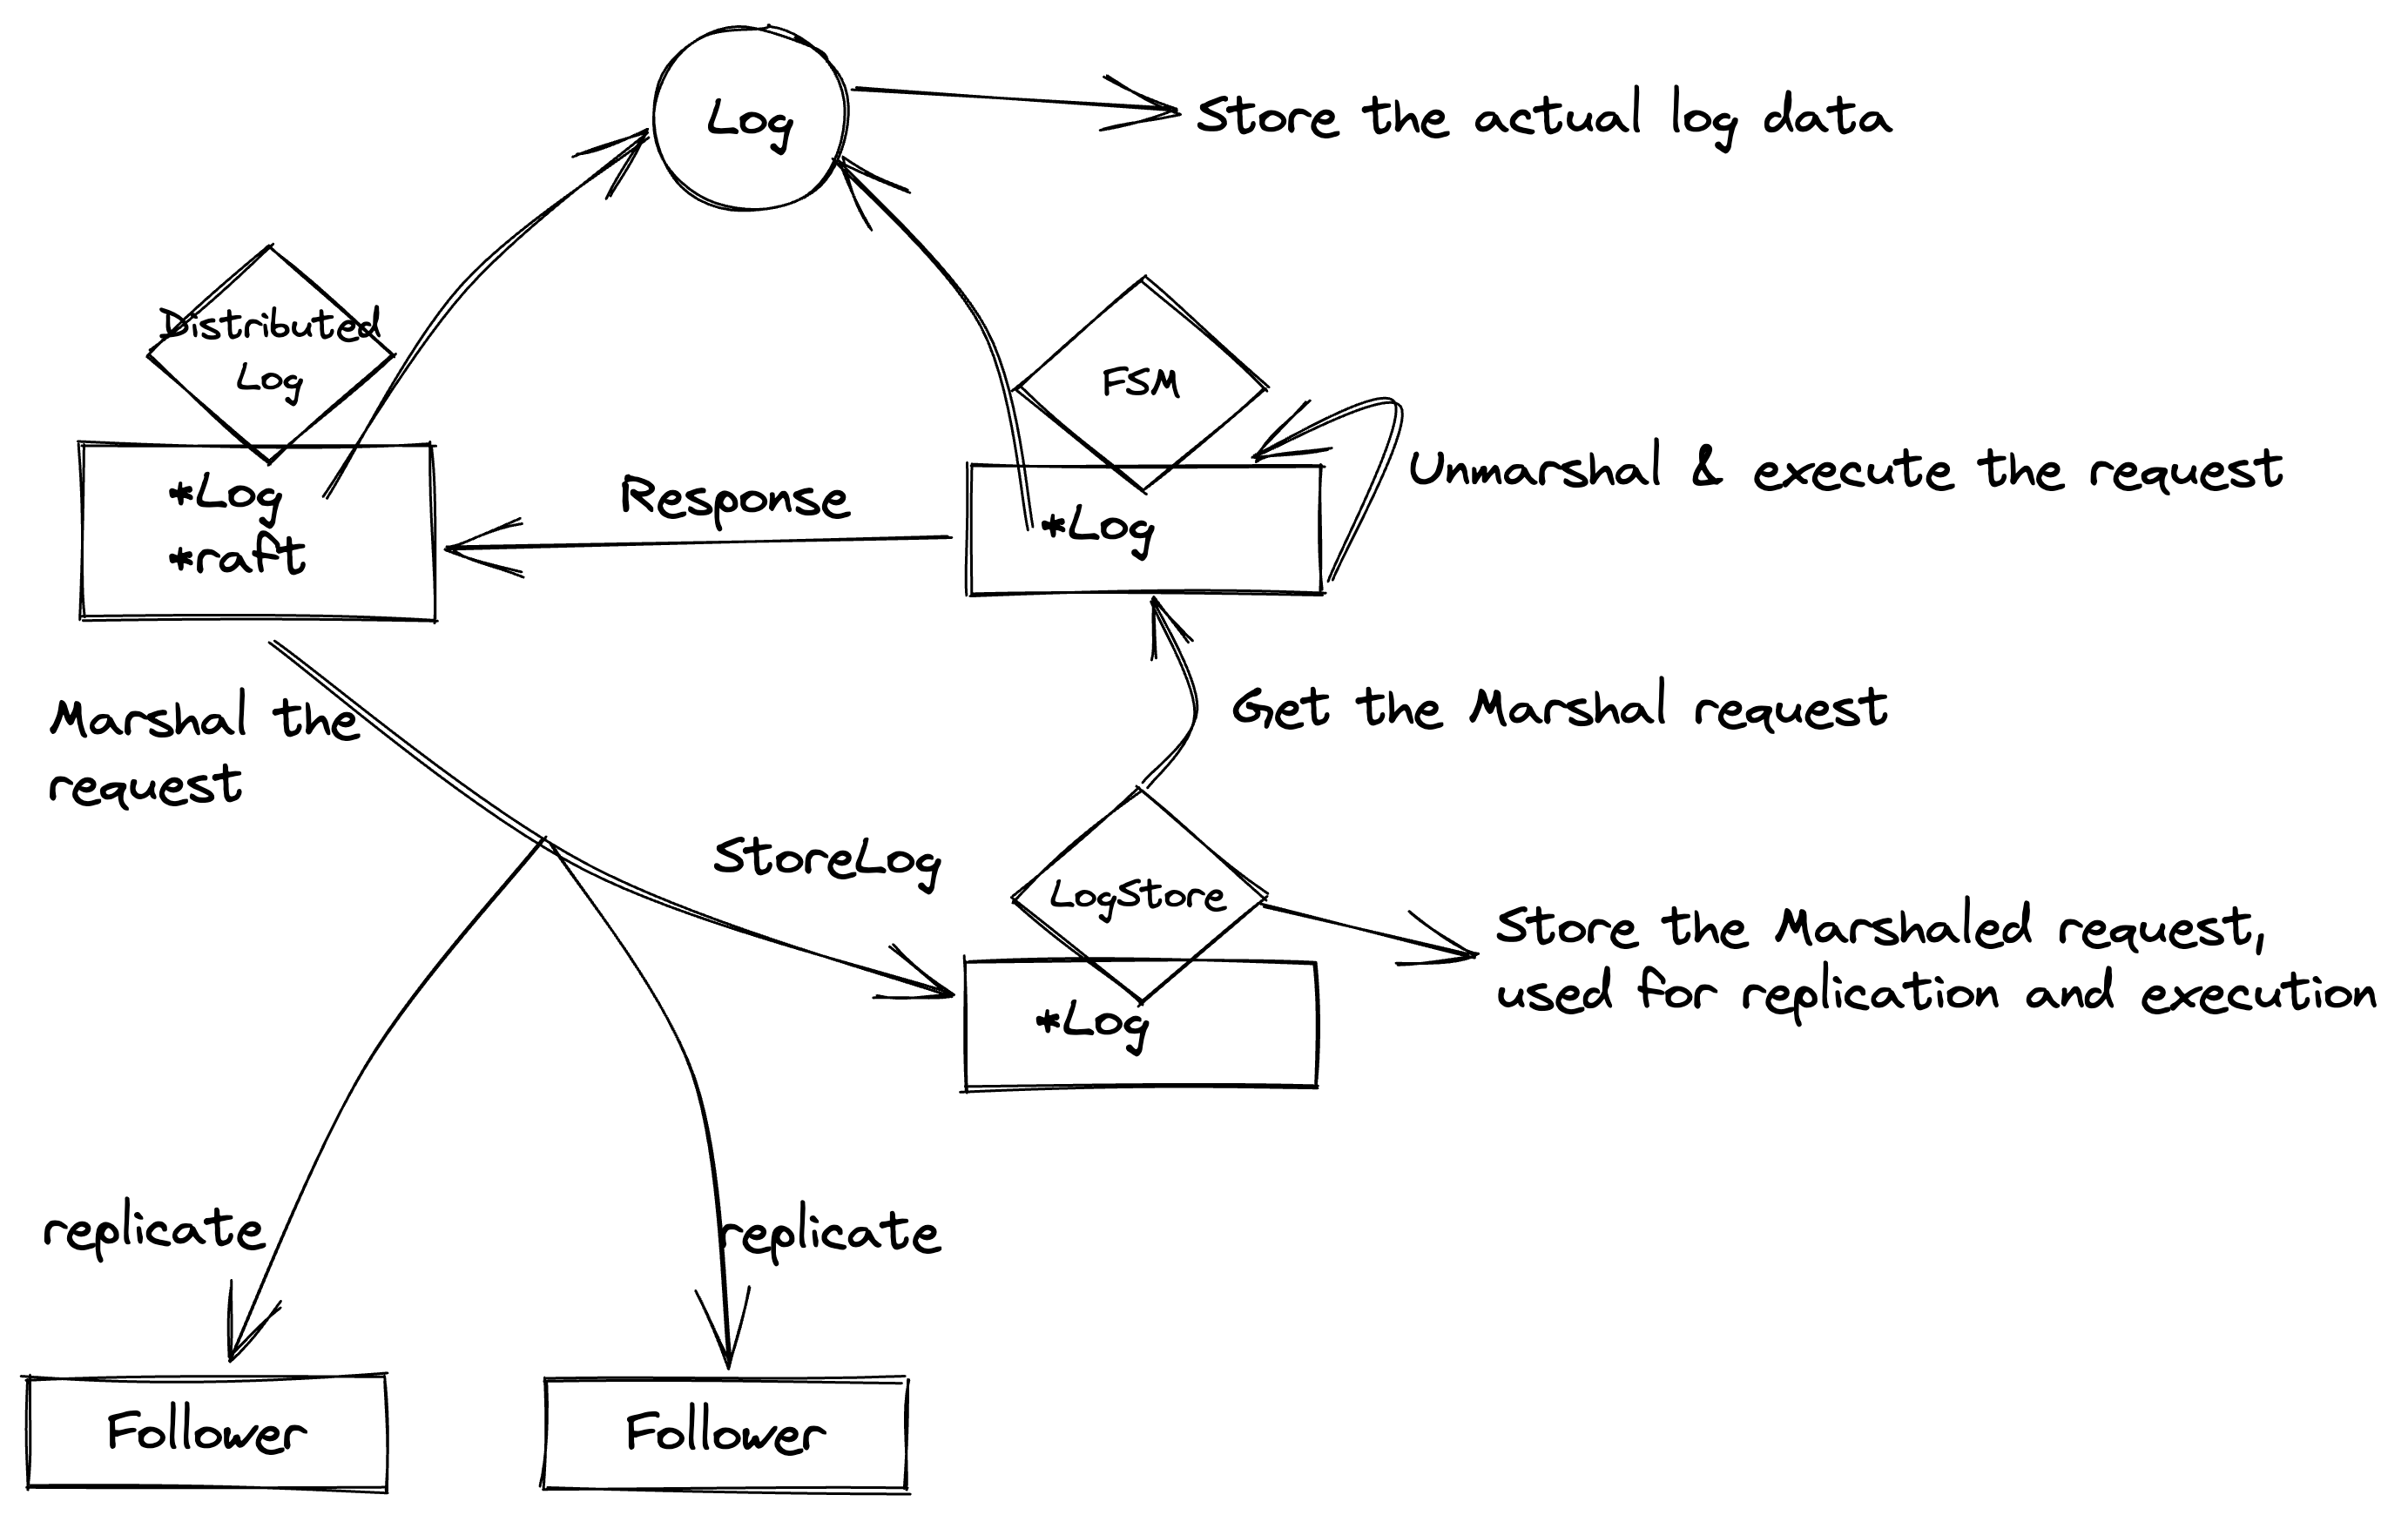 Log
Store the actual log data
Distributed
Log
FSM
*Log
*raft
Response
*Log
Unmarshal & execute the request
Marshal the
request
Get the Marshal request
StoreLog
LogStore
*Log
Store the Marshaled request,
used for replication and execution
replicate
replicate
Follower
Follower